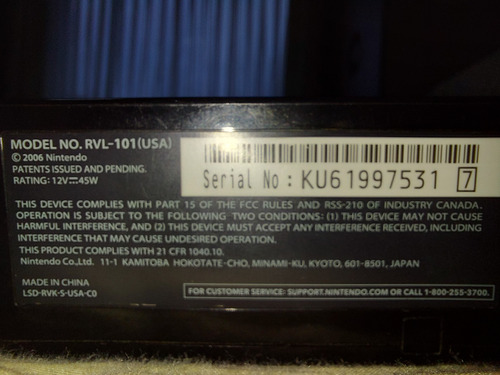 MODEL NO. RVL-101(USA)
© 2006 Nintendo
PATENTS ISSUED AND PENDING.
RATING: 12V⎓45W
Serial No : KU61997531 7
THIS DEVICE COMPLIES WITH PART 15 OF THE FCC RULES AND RSS-210 OF INDUSTRY CANADA.
OPERATION IS SUBJECT TO THE FOLLOWING TWO CONDITIONS: (1) THIS DEVICE MAY NOT CAUSE
HARMFUL INTERFERENCE, AND (2) THIS DEVICE MUST ACCEPT ANY INTERFERENCE RECEIVED, INCLUDING
INTERFERENCE THAT MAY CAUSE UNDESIRED OPERATION.
THIS PRODUCT COMPLIES WITH 21 CFR 1040.10.
Nintendo Co.,Ltd. 11-1 KAMITOBA HOKOTATE-CHO, MINAMI-KU, KYOTO, 601-8501, JAPAN
MADE IN CHINA
LSD-RVK-S-USA-C0
FOR CUSTOMER SERVICE: SUPPORT.NINTENDO.COM OR CALL 1-800-255-3700.